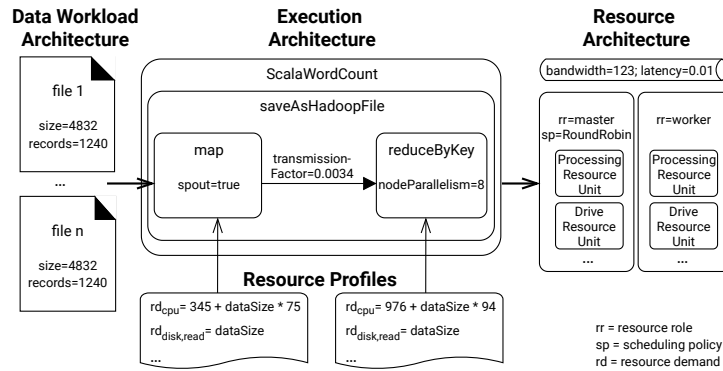 Data Workload
Architecture
Execution
Architecture
Resource
Architecture
file 1
size=4832
records=1240
...
file n
size=4832
records=1240
ScalaWordCount
saveAsHadoopFile
map
spout=true
transmission-
Factor=0.0034
reduceByKey
nodeParallelism=8
bandwidth=123; latency=0.01
rr=master
sp=RoundRobin
Processing
Resource
Unit
Drive
Resource
Unit
...
rr=worker
Processing
Resource
Unit
Drive
Resource
Unit
...
Resource Profiles
rdcpu= 345 + dataSize * 75
rddisk,read= dataSize
...
rdcpu= 976 + dataSize * 94
rddisk,read= dataSize
...
rr = resource role
sp = scheduling policy
rd = resource demand